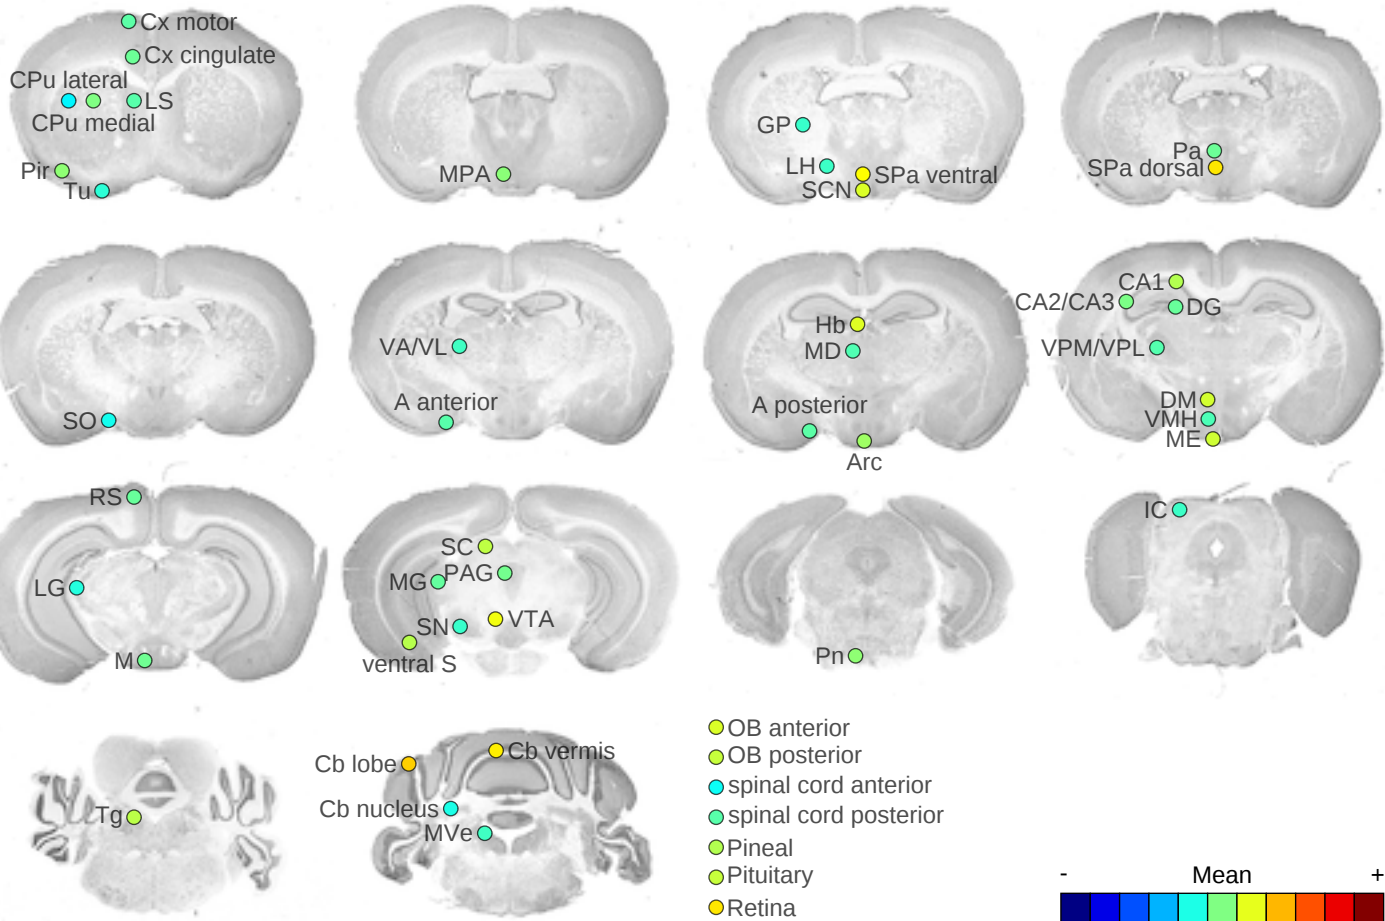 Cx motor
Cx cingulate
CPu lateral
LS
CPu medial
Pir
Tu
MPA
GP
LH
SPa ventral
SCN
Pa
SPa dorsal
SO
VA/VL
A anterior
Hb
MD
A posterior
Arc
CA1
CA2/CA3
DG
VPM/VPL
DM
VMH
ME
RS
LG
M
SC
MG
PAG
SN
VTA
ventral S
Pn
IC
Tg
Cb lobe
Cb vermis
Cb nucleus
MVe
OB anterior
OB posterior
spinal cord anterior
spinal cord posterior
Pineal
Pituitary
Retina
- Mean +